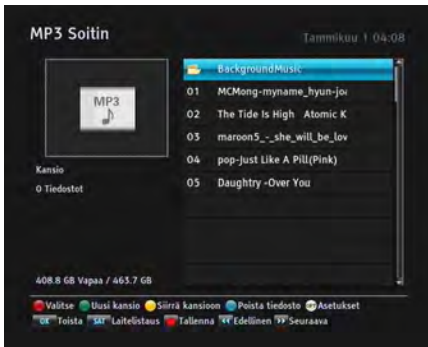 MP3 Soitin
Tammikuu 1 04:08
MP3
BackgroundMusic
01 MCMong-myname_hyun-joo
02 The Tide Is High Atomic K
03 maroon5_-_she_will_be_lov
04 pop-Just Like A Pill(Pink)
05 Daughtry -Over You
Kansio
0 Tiedostot
408.8 GB Vapaa / 463.7 GB
Valitse Uusi kansio Siirrä kansioon Poista tiedosto OPT Asetukset
OK Toista SAT Laitelistaus Tallenna Edellinen Seuraava